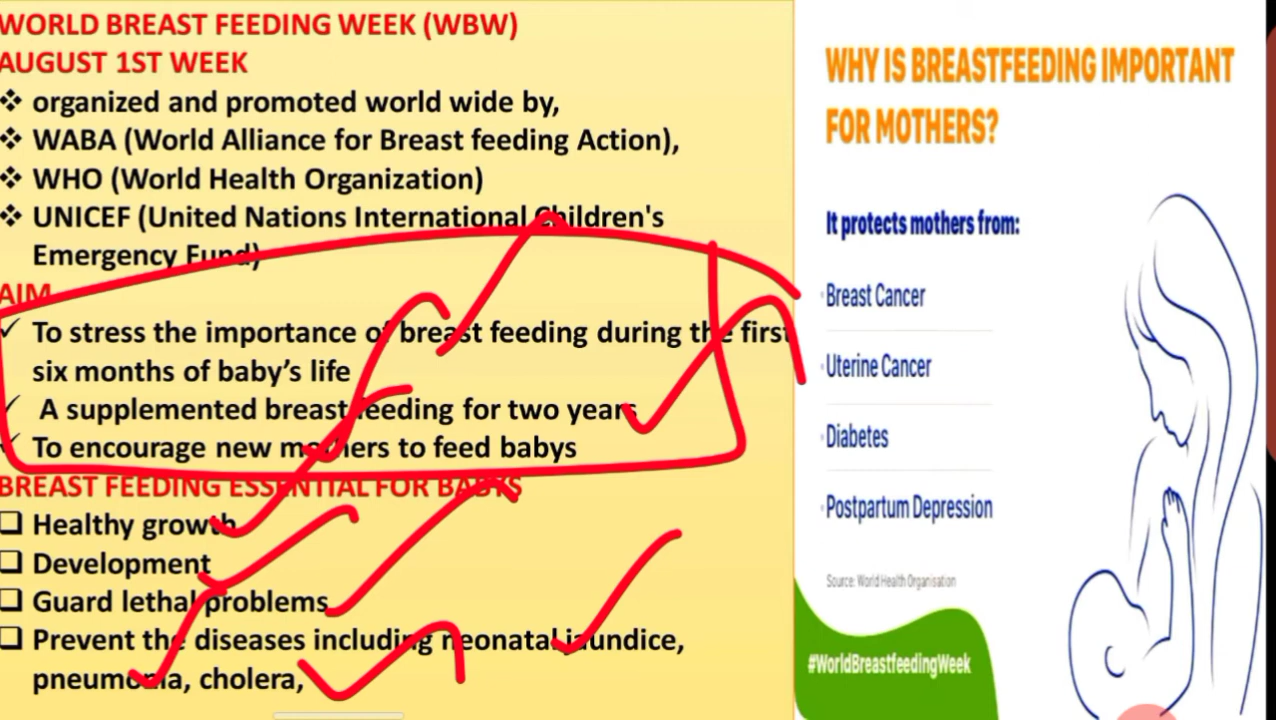 WORLD BREAST FEEDING WEEK (WBW)
AUGUST 1ST WEEK
❖ organized and promoted world wide by,
❖ WABA (World Alliance for Breast feeding Action),
❖ WHO (World Health Organization)
❖ UNICEF (United Nations International Children's
Emergency Fund)
AIM
✓ To stress the importance of breast feeding during the first
six months of baby's life
✓ A supplemented breast feeding for two years
✓ To encourage new mothers to feed babys
BREAST FEEDING ESSENTIAL FOR BABYS
❑ Healthy growth
❑ Development
❑ Guard lethal problems
❑ Prevent the diseases including neonatal jaundice,
pneumonia, cholera,
WHY IS BREASTFEEDING IMPORTANT
FOR MOTHERS?
It protects mothers from:
Breast Cancer
Uterine Cancer
Diabetes
Postpartum Depression
Source: World Health Organisation
#WorldBreastfeedingWeek